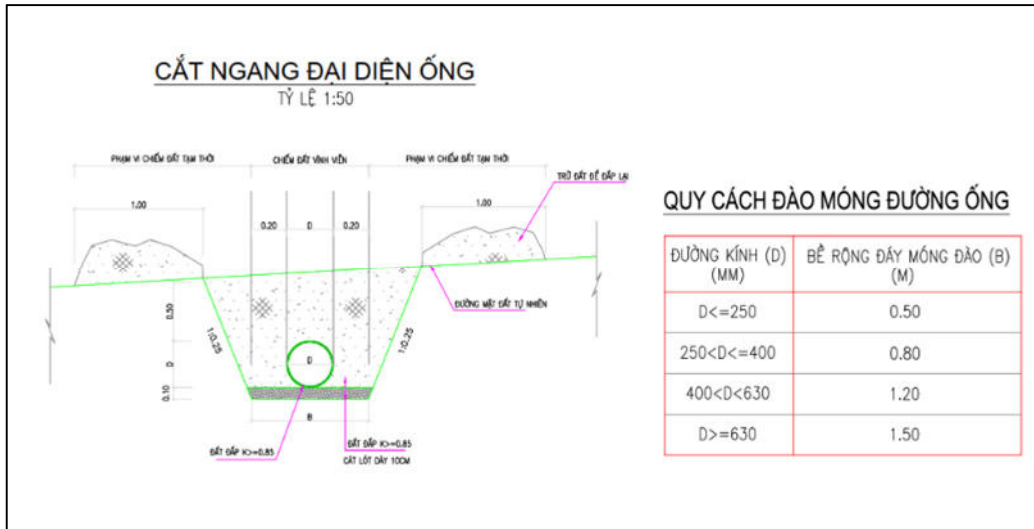 CẮT NGANG ĐẠI DIỆN ỐNG
TỶ LỆ 1:50
PHẠM VI CHIẾM ĐẤT TẠM THỜI
CHIẾM ĐẤT VĨNH VIỄN
PHẠM VI CHIẾM ĐẤT TẠM THỜI
TRỮ ĐẤT ĐỂ ĐẮP LẠI
1.00
0.20
D
0.20
1.00
ĐƯỜNG MẶT ĐẤT TỰ NHIÊN
0.50
1:0.25
1:0.25
D
D
0.10
B
ĐẤT ĐẮP K>=0.85
ĐẤT ĐẮP K>=0.85
CÁT LÓT DÀY 10CM
QUY CÁCH ĐÀO MÓNG ĐƯỜNG ỐNG
ĐƯỜNG KÍNH (D) (MM)
BỀ RỘNG ĐÁY MÓNG ĐÀO (B) (M)
D<=250 0.50
250<D<=400 0.80
400<D<630 1.20
D>=630 1.50